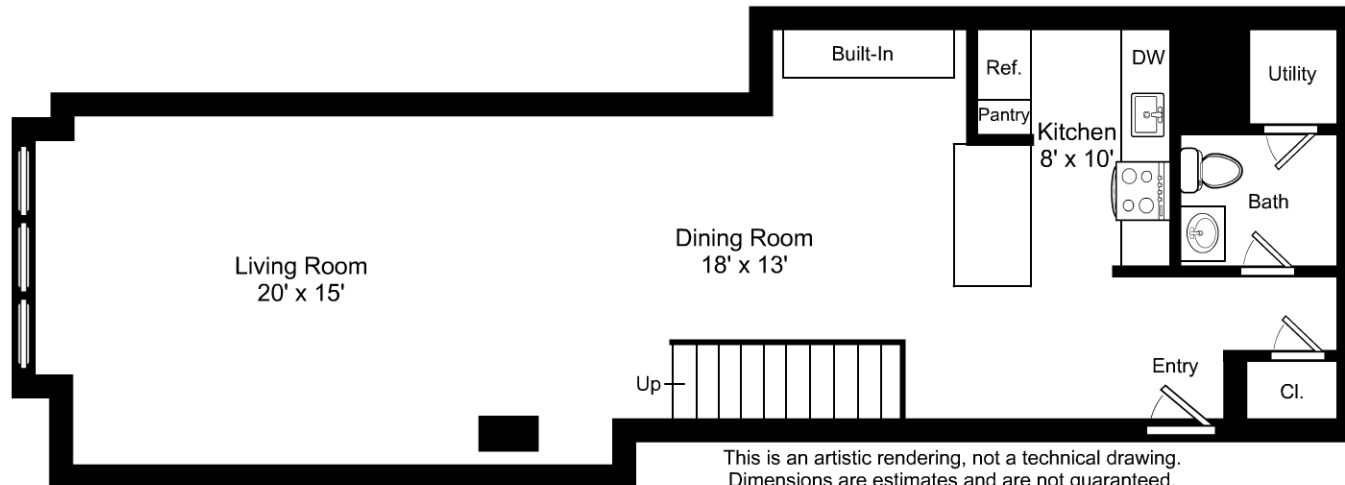 Built-In
Ref.
DW
Utility
Pantry
Kitchen
8' x 10'
Bath
Dining Room
18' x 13'
Living Room
20' x 15'
Up
Entry
Cl.
This is an artistic rendering, not a technical drawing.
Dimensions are estimates and are not guaranteed.